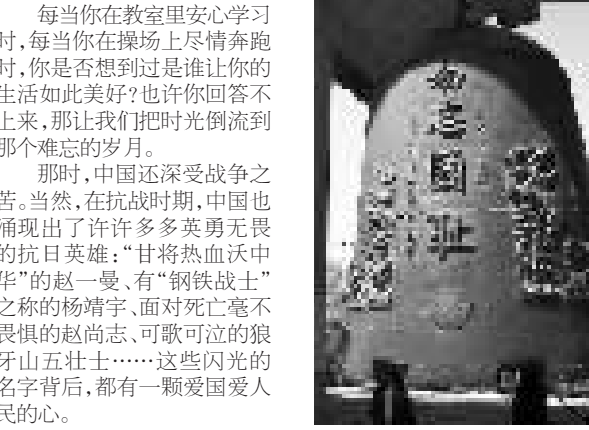 每当你在教室里安心学习
时,每当你在操场上尽情奔跑
时,你是否想到过是谁让你的
生活如此美好?也许你回答不
上来,那让我们把时光倒流到
那个难忘的岁月。
那时,中国还深受战争之
苦。当然,在抗战时期,中国也
涌现出了许许多多英勇无畏
的抗日英雄:“甘将热血沃中
华”的赵一曼、有“钢铁战士”
之称的杨靖宇、面对死亡毫不
畏惧的赵尚志、可歌可泣的狼
牙山五壮士……这些闪光的
名字背后,都有一颗爱国爱人
民的心。